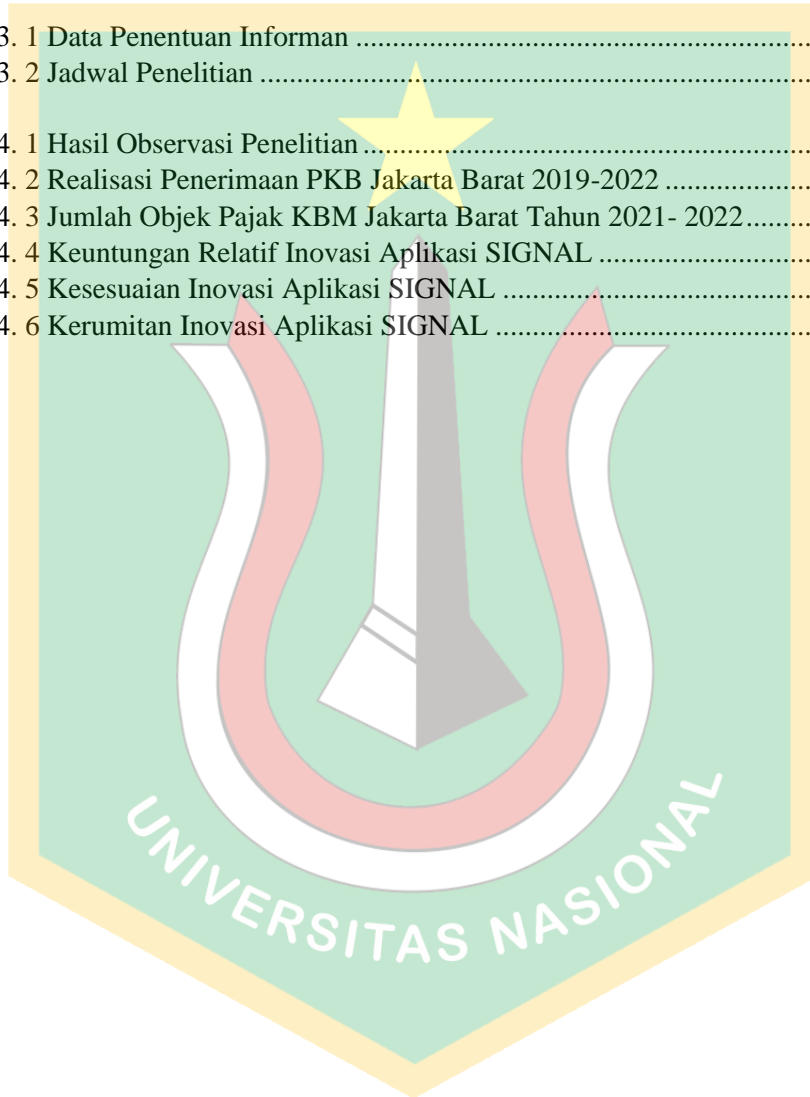 3. 1 Data Penentuan Informan ..............................................................
3. 2 Jadwal Penelitian ...........................................................................
4. 1 Hasil Observasi Penelitian .............................................................
4. 2 Realisasi Penerimaan PKB Jakarta Barat 2019-2022 ....................
4. 3 Jumlah Objek Pajak KBM Jakarta Barat Tahun 2021- 2022.........
4. 4 Keuntungan Relatif Inovasi Aplikasi SIGNAL .............................
4. 5 Kesesuaian Inovasi Aplikasi SIGNAL ..........................................
4. 6 Kerumitan Inovasi Aplikasi SIGNAL ...........................................
UNIVERSITAS NASIONAL